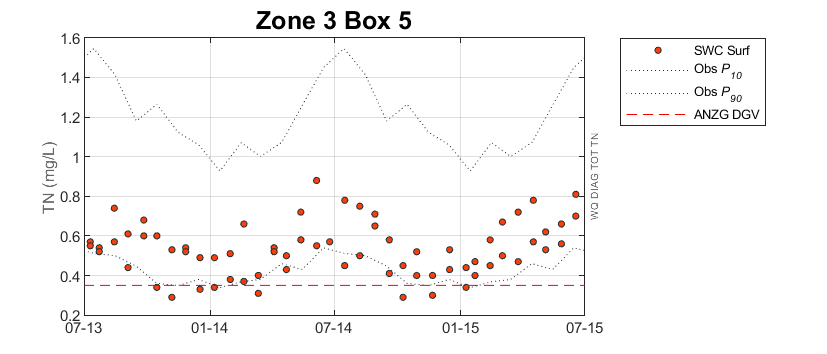 Zone 3 Box 5
1.6
1.4
1.2
1
0.8
0.6
0.4
0.2
TN (mg/L)
07-13
01-14
07-14
01-15
07-15
WQ DIAG TOT TN
SWC Surf
Obs P10
Obs P90
ANZG DGV